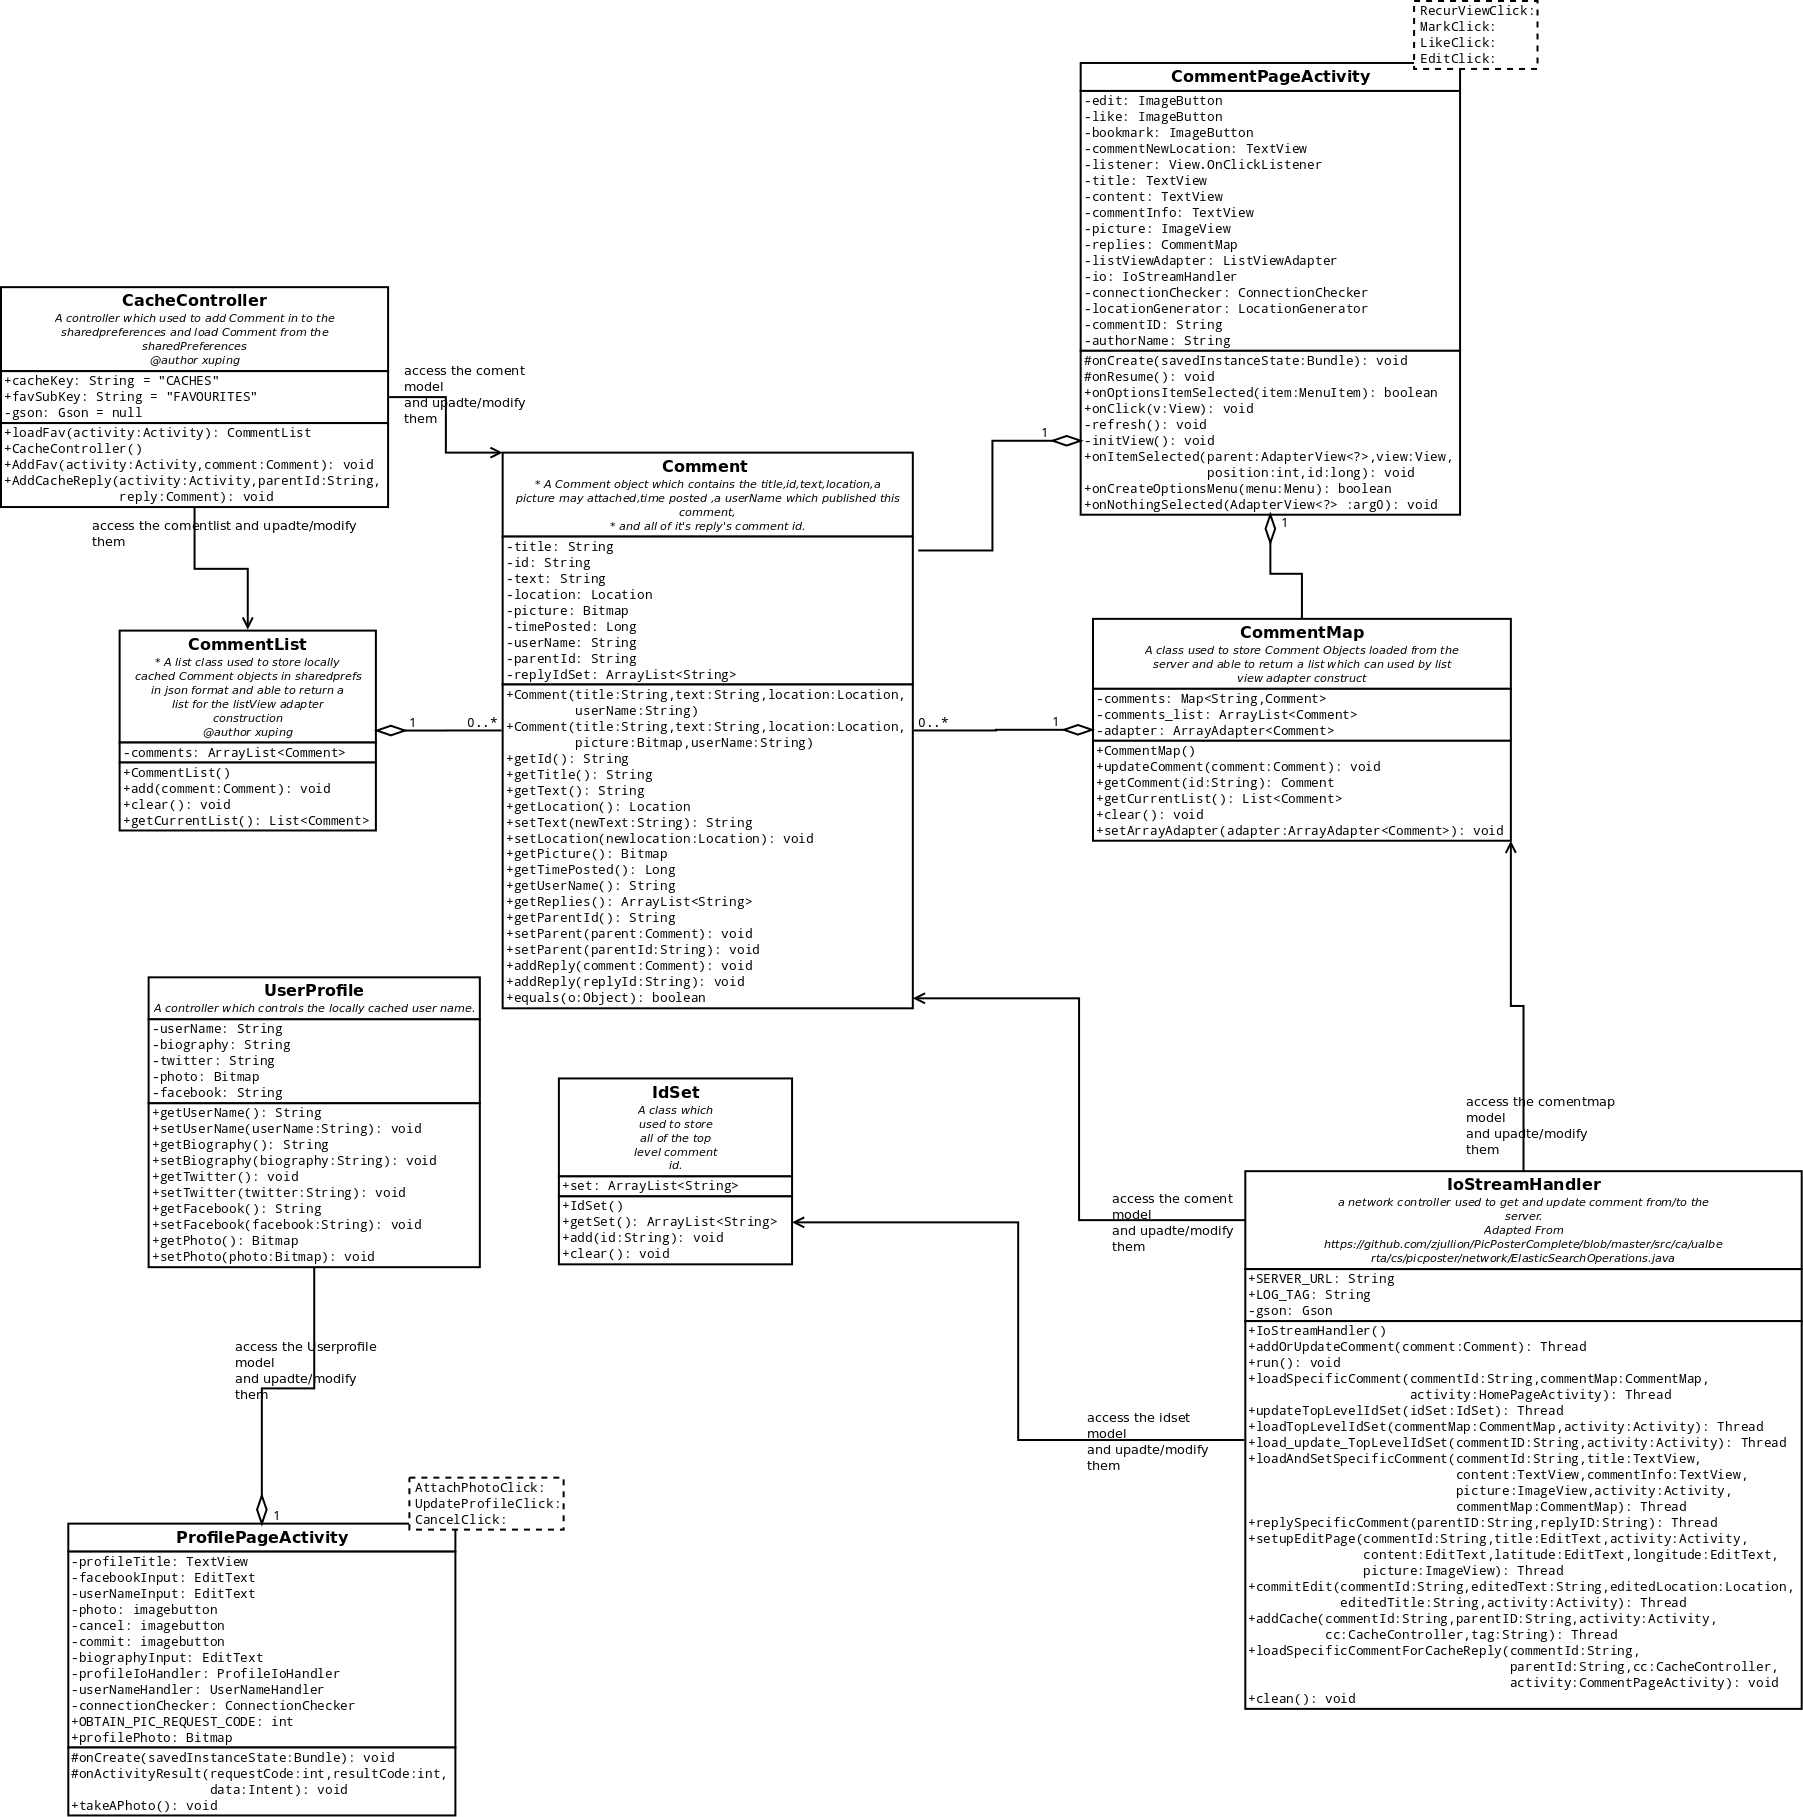 RecurViewClick:
MarkClick:
LikeClick:
EditClick:
CommentPageActivity
-edit: ImageButton
-like: ImageButton
-bookmark: ImageButton
-commentNewLocation: TextView
-listener: View.OnClickListener
-title: TextView
-content: TextView
-commentInfo: TextView
-picture: ImageView
-replies: CommentMap
-listViewAdapter: ListViewAdapter
-io: IoStreamHandler
-connectionChecker: ConnectionChecker
-locationGenerator: LocationGenerator
-commentID: String
-authorName: String
#onCreate(savedInstanceState:Bundle): void
#onResume(): void
+onOptionsItemSelected(item:MenuItem): boolean
+onClick(v:View): void
-refresh(): void
-initView(): void
+onItemSelected(parent:AdapterView<?>,view:View,
position:int,id:long): void
+onCreateOptionsMenu(menu:Menu): boolean
+onNothingSelected(AdapterView<?> :arg0): void
1
1
CacheController
A controller which used to add Comment in to the
sharedpreferences and load Comment from the
sharedPreferences
@author xuping
+cacheKey: String = "CACHES"
+favSubKey: String = "FAVOURITES"
-gson: Gson = null
+loadFav(activity:Activity): CommentList
+CacheController()
+AddFav(activity:Activity,comment:Comment): void
+AddCacheReply(activity:Activity,parentId:String,
reply:Comment): void
access the coment
model
and upadte/modify
them
access the comentlist and upadte/modify
them
CommentList
* A list class used to store locally
cached Comment objects in sharedprefs
in json format and able to return a
list for the listView adapter
construction
@author xuping
-comments: ArrayList<Comment>
+CommentList()
+add(comment:Comment): void
+clear(): void
+getCurrentList(): List<Comment>
1
0..*
Comment
* A Comment object which contains the title,id,text,location,a
picture may attached,time posted ,a userName which published this
comment,
* and all of it's reply's comment id.
-title: String
-id: String
-text: String
-location: Location
-picture: Bitmap
-timePosted: Long
-userName: String
-parentId: String
-replyIdSet: ArrayList<String>
+Comment(title:String,text:String,location:Location,
userName:String)
+Comment(title:String,text:String,location:Location,
picture:Bitmap,userName:String)
+getId(): String
+getTitle(): String
+getText(): String
+getLocation(): Location
+setText(newText:String): String
+setLocation(newlocation:Location): void
+getPicture(): Bitmap
+getTimePosted(): Long
+getUserName(): String
+getReplies(): ArrayList<String>
+getParentId(): String
+setParent(parent:Comment): void
+setParent(parentId:String): void
+addReply(comment:Comment): void
+addReply(replyId:String): void
+equals(o:Object): boolean
0..*
1
CommentMap
A class used to store Comment Objects loaded from the
server and able to return a list which can used by list
view adapter construct
-comments: Map<String,Comment>
-comments_list: ArrayList<Comment>
-adapter: ArrayAdapter<Comment>
+CommentMap()
+updateComment(comment:Comment): void
+getComment(id:String): Comment
+getCurrentList(): List<Comment>
+clear(): void
+setArrayAdapter(adapter:ArrayAdapter<Comment>): void
UserProfile
A controller which controls the locally cached user name.
-userName: String
-biography: String
-twitter: String
-photo: Bitmap
-facebook: String
+getUserName(): String
+setUserName(userName:String): void
+getBiography(): String
+setBiography(biography:String): void
+getTwitter(): void
+setTwitter(twitter:String): void
+getFacebook(): String
+setFacebook(facebook:String): void
+getPhoto(): Bitmap
+setPhoto(photo:Bitmap): void
IdSet
A class which
used to store
all of the top
level comment
id.
+set: ArrayList<String>
+IdSet()
+getSet(): ArrayList<String>
+add(id:String): void
+clear(): void
access the comentmap
model
and upadte/modify
them
access the coment
model
and upadte/modify
them
access the idset
model
and upadte/modify
them
IoStreamHandler
a network controller used to get and update comment from/to the
server.
Adapted From
https://github.com/zjullion/PicPosterComplete/blob/master/src/ca/ualbe
rta/cs/picposter/network/ElasticSearchOperations.java
+SERVER_URL: String
+LOG_TAG: String
-gson: Gson
+IoStreamHandler()
+addOrUpdateComment(comment:Comment): Thread
+run(): void
+loadSpecificComment(commentId:String,commentMap:CommentMap,
activity:HomePageActivity): Thread
+updateTopLevelIdSet(idSet:IdSet): Thread
+loadTopLevelIdSet(commentMap:CommentMap,activity:Activity): Thread
+load_update_TopLevelIdSet(commentID:String,activity:Activity): Thread
+loadAndSetSpecificComment(commentId:String,title:TextView,
content:TextView,commentInfo:TextView,
picture:ImageView,activity:Activity,
commentMap:CommentMap): Thread
+replySpecificComment(parentID:String,replyID:String): Thread
+setupEditPage(commentId:String,title:EditText,activity:Activity,
content:EditText,latitude:EditText,longitude:EditText,
picture:ImageView): Thread
+commitEdit(commentId:String,editedText:String,editedLocation:Location,
editedTitle:String,activity:Activity): Thread
+addCache(commentId:String,parentID:String,activity:Activity,
cc:CacheController,tag:String): Thread
+loadSpecificCommentForCacheReply(commentId:String,
parentId:String,cc:CacheController,
activity:CommentPageActivity): void
+clean(): void
access the Userprofile
model
and upadte/modify
them
1
AttachPhotoClick:
UpdateProfileClick:
CancelClick:
ProfilePageActivity
-profileTitle: TextView
-facebookInput: EditText
-userNameInput: EditText
-photo: imagebutton
-cancel: imagebutton
-commit: imagebutton
-biographyInput: EditText
-profileIoHandler: ProfileIoHandler
-userNameHandler: UserNameHandler
-connectionChecker: ConnectionChecker
+OBTAIN_PIC_REQUEST_CODE: int
+profilePhoto: Bitmap
#onCreate(savedInstanceState:Bundle): void
#onActivityResult(requestCode:int,resultCode:int,
data:Intent): void
+takeAPhoto(): void